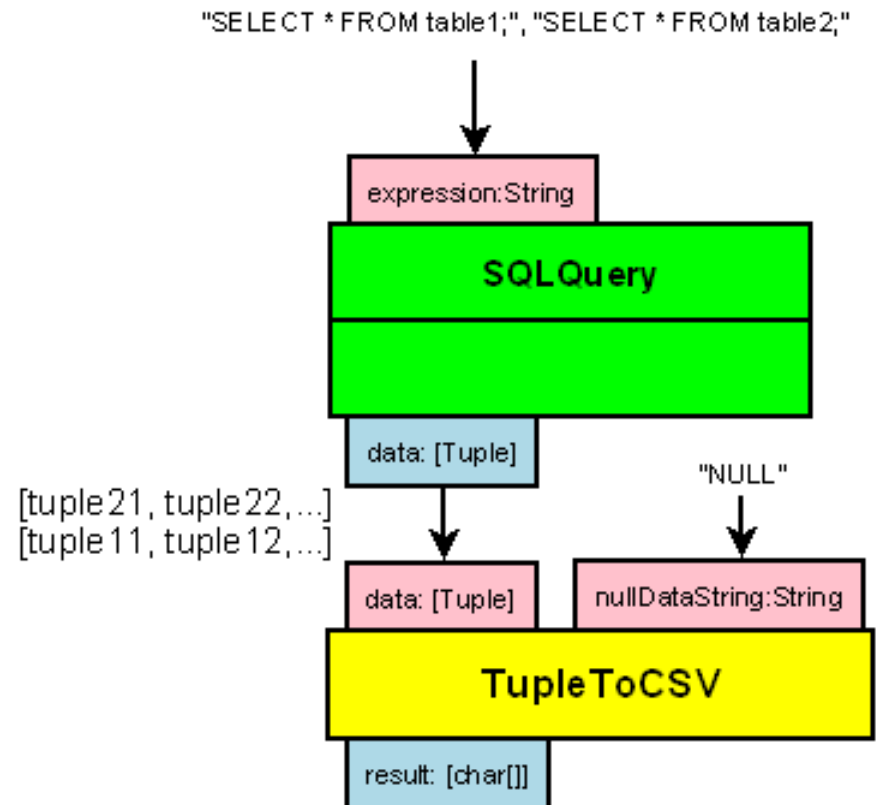 "SELECT * FROM table1;", "SELECT * FROM table2;"
expression:String
SQLQuery
data: [Tuple]
"NULL"
[tuple21, tuple22,...]
[tuple11, tuple12,...]
data: [Tuple]
nullDataString:String
TupleToCSV
result: [char[]]